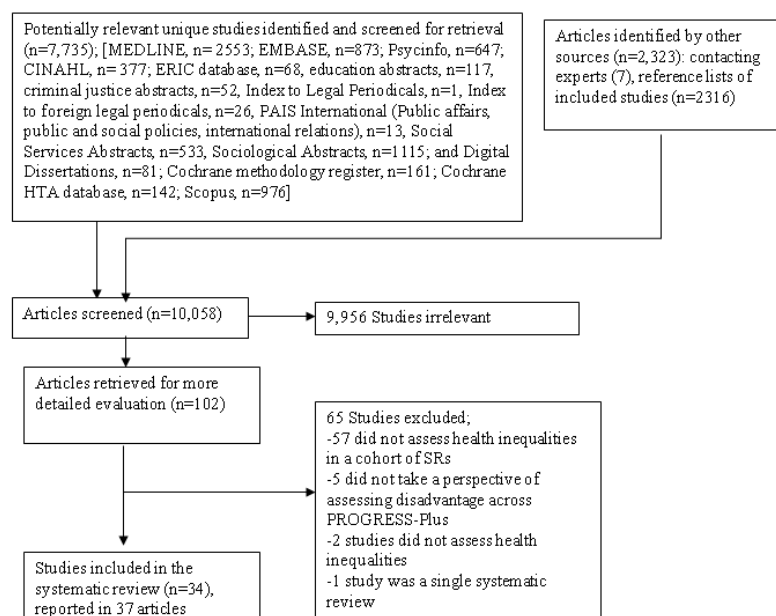 Potentially relevant unique studies identified and screened for retrieval
(n=7,735); [MEDLINE, n= 2553; EMBASE, n=873; Psycinfo, n=647;
CINAHL, n= 377; ERIC database, n=68, education abstracts, n=117,
criminal justice abstracts, n=52, Index to Legal Periodicals, n=1, Index
to foreign legal periodicals, n=26, PAIS International (Public affairs,
public and social policies, international relations), n=13, Social
Services Abstracts, n=533, Sociological Abstracts, n=1115; and Digital
Dissertations, n=81; Cochrane methodology register, n=161; Cochrane
HTA database, n=142; Scopus, n=976]
Articles identified by other
sources (n=2,323): contacting
experts (7), reference lists of
included studies (n=2316)
Articles screened (n=10,058)
9,956 Studies irrelevant
Articles retrieved for more
detailed evaluation (n=102)
65 Studies excluded;
-57 did not assess health inequalities
in a cohort of SRs
-5 did not take a perspective of
assessing disadvantage across
PROGRESS-Plus
-2 studies did not assess health
inequalities
-1 study was a single systematic
review
Studies included in the
systematic review (n=34),
reported in 37 articles